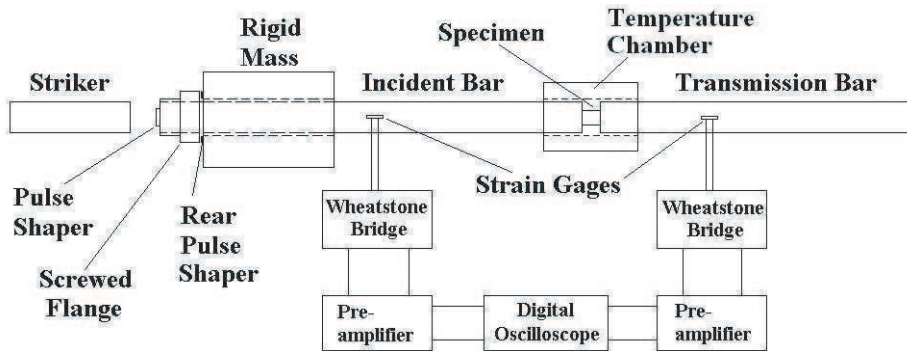 Striker
Rigid
Mass
Incident Bar
Specimen
Temperature
Chamber
Transmission Bar
Pulse
Shaper
Screwed
Flange
Rear
Pulse
Shaper
Strain Gages
Wheatstone
Bridge
Wheatstone
Bridge
Pre-
amplifier
Digital
Oscilloscope
Pre-
amplifier